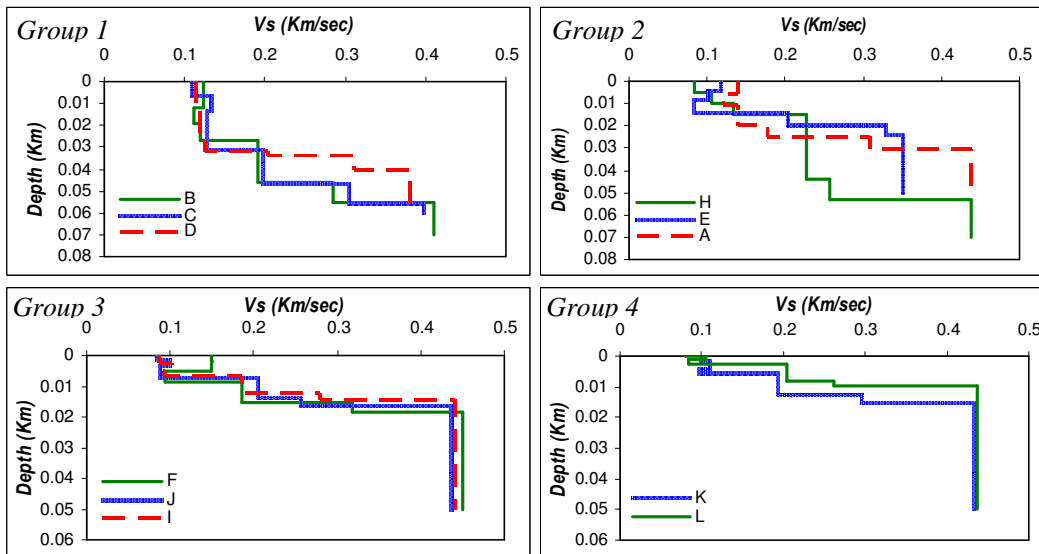 Group 1
Vs (Km/sec)
0 0.1 0.2 0.3 0.4 0.5
0
0.01
0.02
0.03
0.04
0.05
0.06
0.07
0.08
Depth (Km)
B
C
D
Group 2
Vs (Km/sec)
0 0.1 0.2 0.3 0.4 0.5
0
0.01
0.02
0.03
0.04
0.05
0.06
0.07
0.08
Depth (Km)
H
E
A
Group 3
Vs (Km/sec)
0 0.1 0.2 0.3 0.4 0.5
0
0.01
0.02
0.03
0.04
0.05
0.06
Depth (Km)
F
J
I
Group 4
Vs (Km/sec)
0 0.1 0.2 0.3 0.4 0.5
0
0.01
0.02
0.03
0.04
0.05
0.06
Depth (Km)
K
L